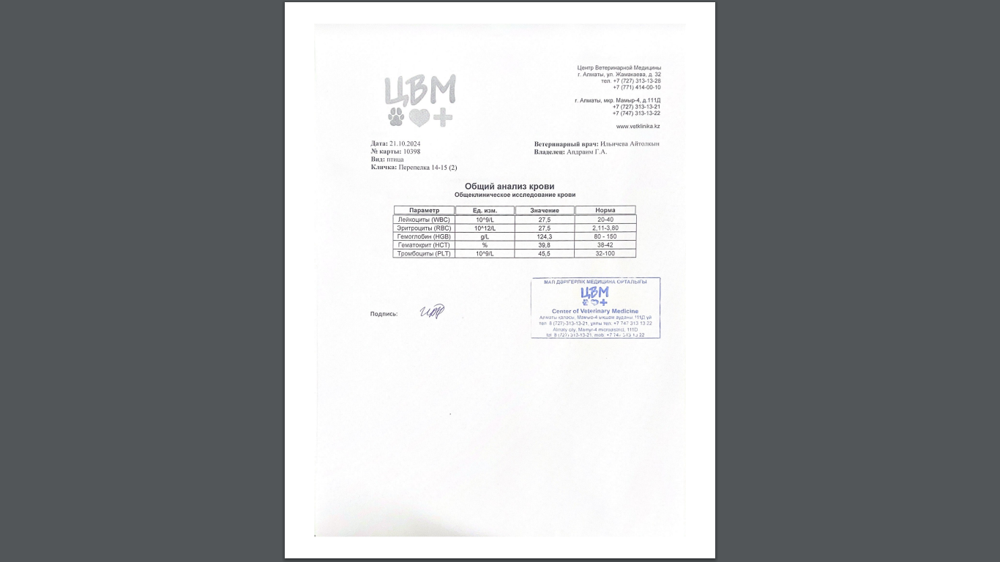 ЦВМ
Центр Ветеринарной Медицины
г. Алматы, ул. Жамакаева, д. 32
тел. +7 (727) 313-13-28
+7 (771) 414-00-10
г. Алматы, мкр. Мамыр-4, д.111Д
+7 (727) 313-13-21
+7 (747) 313-13-22
www.vetklinika.kz
Дата: 21.10.2024
№ карты: 10398
Вид: птица
Кличка: Перепелка 14-15 (2)
Ветеринарный врач: Ильичева Айтолкын
Владелец: Апдраим Г.А.
Общий анализ крови
Общеклиническое исследование крови
Параметр Ед. изм. Значение Норма
Лейкоциты (WBC) 10^9/L 27,5 20-40
Эритроциты (RBC) 10^12/L 27,5 2,11-3,80
Гемоглобин (HGB) g/L 124,3 80 - 150
Гематокрит (HCT) % 39,8 38-42
Тромбоциты (PLT) 10^9/L 45,5 32-100
Подпись:
МАЛ ДӘРІГЕРЛІК МЕДИЦИНА ОРТАЛЫҒЫ
ЦВМ
Center of Veterinary Medicine
Алматы қаласы, Мамыр-4 ықшам ауданы, 111Д үй
тел. 8 (727)-313-13-21, ұялы тел: +7 747 313 13 22
Almaty city, Mamyr-4 microdistrict, 111D
tel. 8 (727) 313-13-21, mob. +7 747 313 13 22